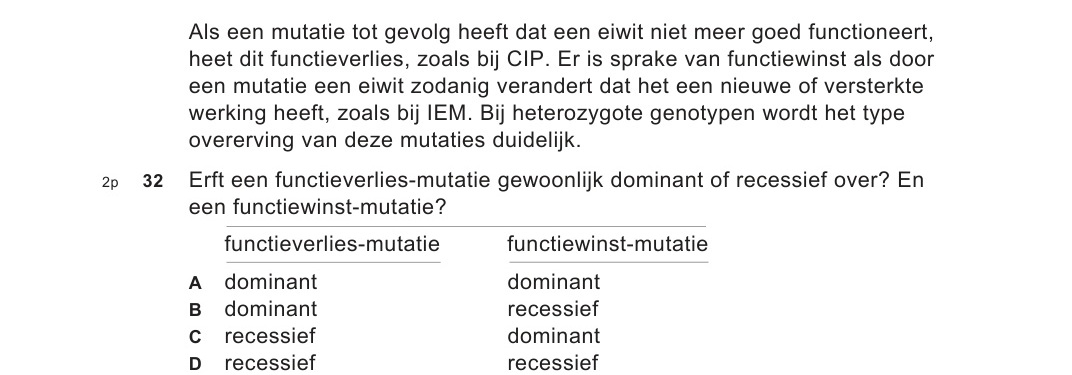 Als een mutatie tot gevolg heeft dat een eiwit niet meer goed functioneert,
heet dit functieverlies, zoals bij CIP. Er is sprake van functiewinst als door
een mutatie een eiwit zodanig verandert dat het een nieuwe of versterkte
werking heeft, zoals bij IEM. Bij heterozygote genotypen wordt het type
overerving van deze mutaties duidelijk.
2p 32 Erft een functieverlies-mutatie gewoonlijk dominant of recessief over? En
een functiewinst-mutatie?
functieverlies-mutatie functiewinst-mutatie
A dominant dominant
B dominant recessief
C recessief dominant
D recessief recessief